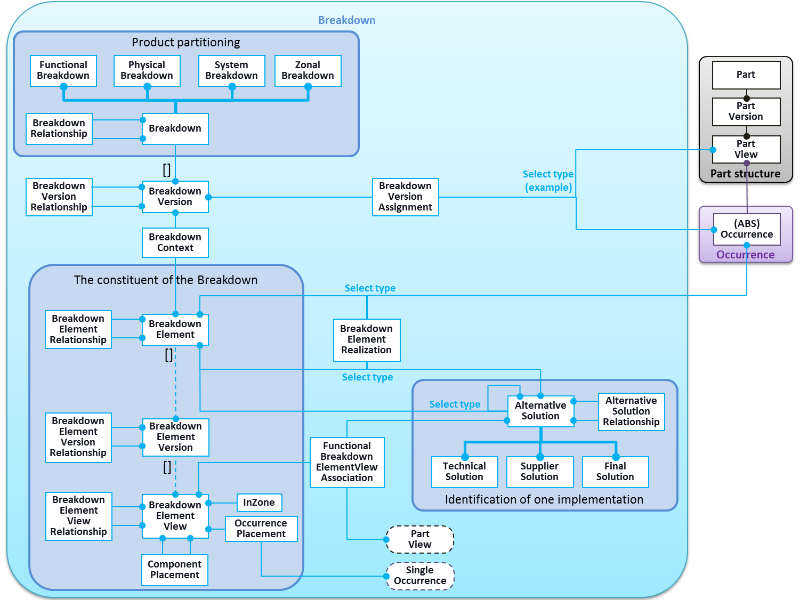 Breakdown
Product partitioning
Functional
Breakdown
Physical
Breakdown
System
Breakdown
Zonal
Breakdown
Breakdown
Relationship
Breakdown
[]
Breakdown
Version
Relationship
Breakdown
Version
Breakdown
Version
Assignment
Select type
(example)
Part
Part
Version
Part
View
Part structure
(ABS)
Occurrence
Occurrence
Breakdown
Context
The constituent of the Breakdown
Select type
Breakdown
Element
Relationship
Breakdown
Element
[]
Breakdown
Element
Realization
Select type
Select type
Alternative
Solution
Alternative
Solution
Relationship
Technical
Solution
Supplier
Solution
Final
Solution
Identification of one implementation
Breakdown
Element
Version
Relationship
Breakdown
Element
Version
[]
Functional
Breakdown
ElementView
Association
Breakdown
Element
View
Relationship
Breakdown
Element
View
InZone
Occurrence
Placement
Component
Placement
Part
View
Single
Occurrence